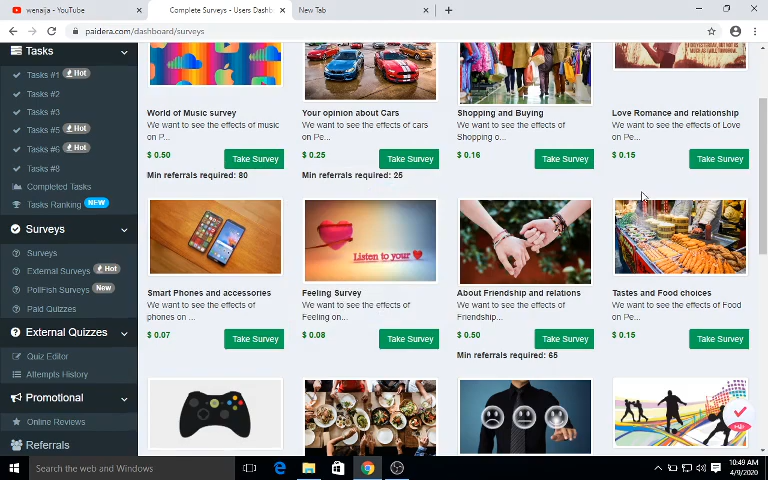 wenaija - YouTube
Complete Surveys - Users Dashb
New Tab
paidera.com/dashboard/surveys
Tasks
Tasks #1 Hot
Tasks #2
Tasks #3
Tasks #5 Hot
Tasks #6 Hot
Tasks #8
Completed Tasks
Tasks Ranking NEW
Surveys
Surveys
External Surveys Hot
PollFish Surveys New
Paid Quizzes
External Quizzes
Quiz Editor
Attempts History
Promotional
Online Reviews
Referrals
World of Music survey
We want to see the effects of music
on P...
$ 0.50
Take Survey
Min referrals required: 80
Your opinion about Cars
We want to see the effects of cars
on Pe...
$ 0.25
Take Survey
Min referrals required: 25
Shopping and Buying
We want to see the effects of
Shopping o...
$ 0.16
Take Survey
Love Romance and relationship
We want to see the effects of Love
on Pe...
$ 0.15
Take Survey
Smart Phones and accessories
We want to see the effects of
phones on ...
$ 0.07
Take Survey
Listen to your
Feeling Survey
We want to see the effects of
Feeling on...
$ 0.08
Take Survey
About Friendship and relations
We want to see the effects of
Friendship...
$ 0.50
Take Survey
Min referrals required: 65
Tastes and Food choices
We want to see the effects of Food
on Pe...
$ 0.15
Take Survey
Search the web and Windows
10:49 AM
4/9/2020